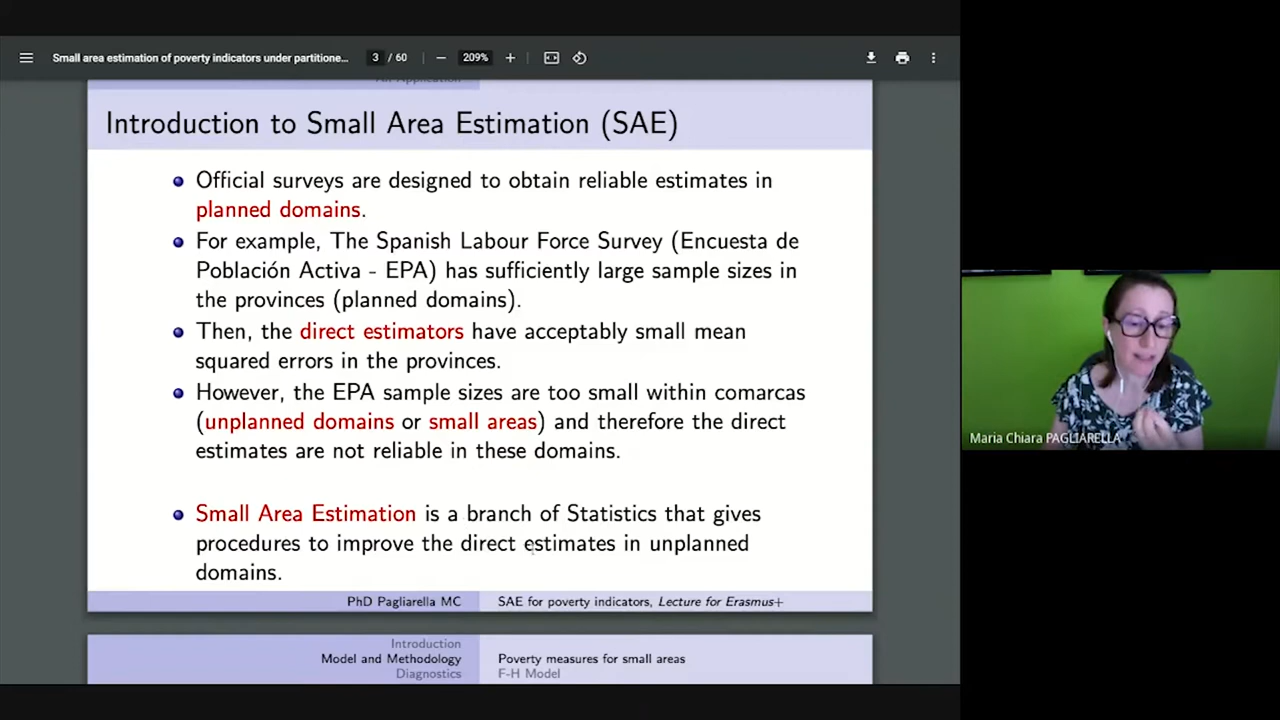 Small area estimation of poverty indicators under partitione...
3 / 60
209%
Introduction to Small Area Estimation (SAE)
Official surveys are designed to obtain reliable estimates in
planned domains.
For example, The Spanish Labour Force Survey (Encuesta de
Población Activa - EPA) has sufficiently large sample sizes in
the provinces (planned domains).
Then, the direct estimators have acceptably small mean
squared errors in the provinces.
However, the EPA sample sizes are too small within comarcas
(unplanned domains or small areas) and therefore the direct
estimates are not reliable in these domains.
Small Area Estimation is a branch of Statistics that gives
procedures to improve the direct estimates in unplanned
domains.
PhD Pagliarella MC
SAE for poverty indicators, Lecture for Erasmus+
Introduction
Model and Methodology
Diagnostics
Poverty measures for small areas
F-H Model
Maria Chiara PAGLIARELLA